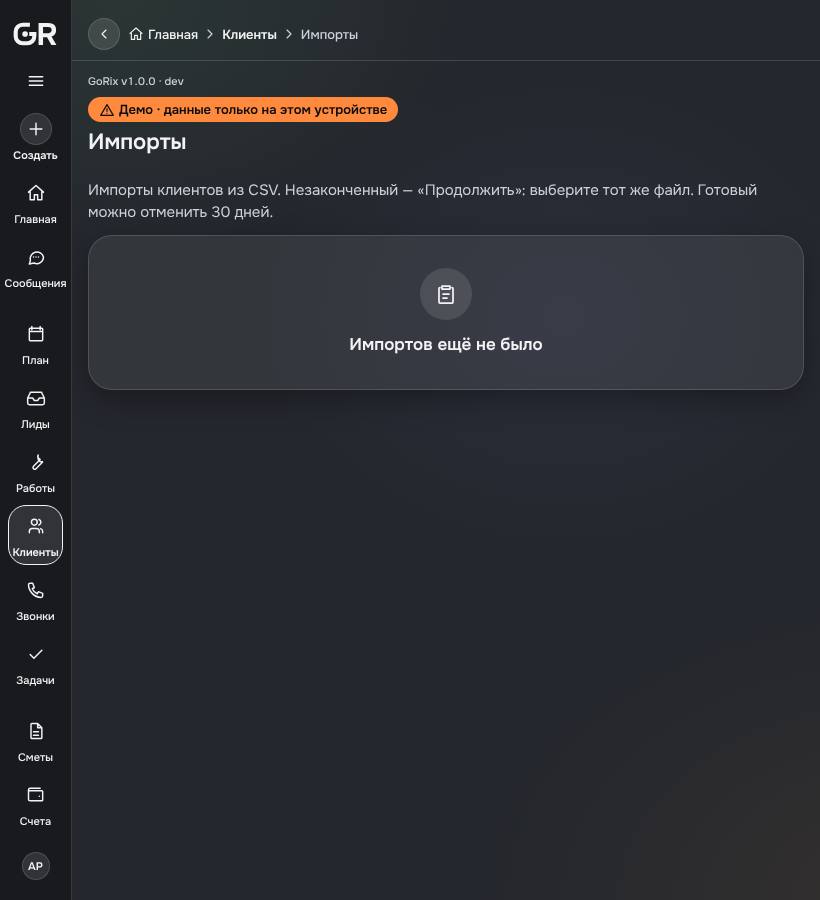 GR
Главная > Клиенты > Импорты
GoRix v1.0.0 · dev
Демо · данные только на этом устройстве
Импорты
Импорты клиентов из CSV. Незаконченный — «Продолжить»: выберите тот же файл. Готовый
можно отменить 30 дней.
Импортов ещё не было
Создать
Главная
Сообщения
План
Лиды
Работы
Клиенты
Звонки
Задачи
Сметы
Счета
AP